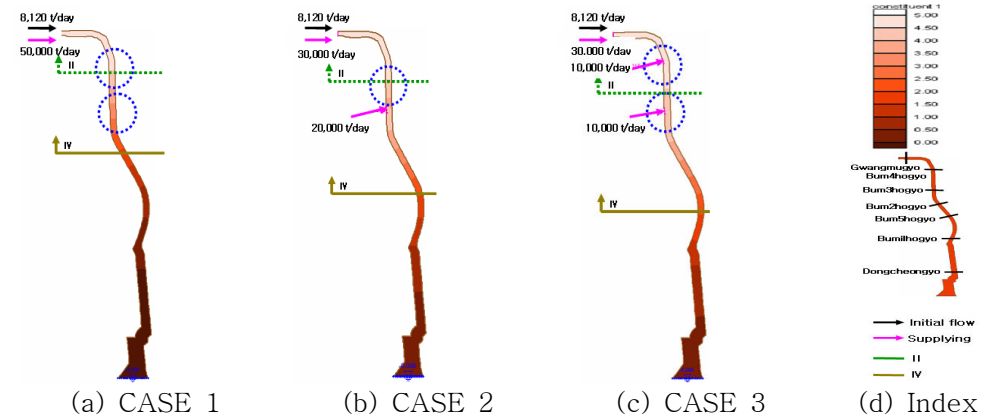 8,120 t/day
50,000 t/day
II
IV
(a) CASE 1
8,120 t/day
30,000 t/day
II
20,000 t/day
IV
(b) CASE 2
8,120 t/day
30.000 t/day
10,000 t/day
II
10,000 t/day
IV
(c) CASE 3
constituent 1
5.00
4.50
4.00
3.50
3.00
2.50
2.00
1.50
1.00
0.50
0.00
Gwangmugyo
Bum4hogyo
Bum3hogyo
Bum2hogyo
Bum5hogyo
Bumilhogyo
Dongcheongyo
Initial flow
Supplying
II
IV
(d) Index